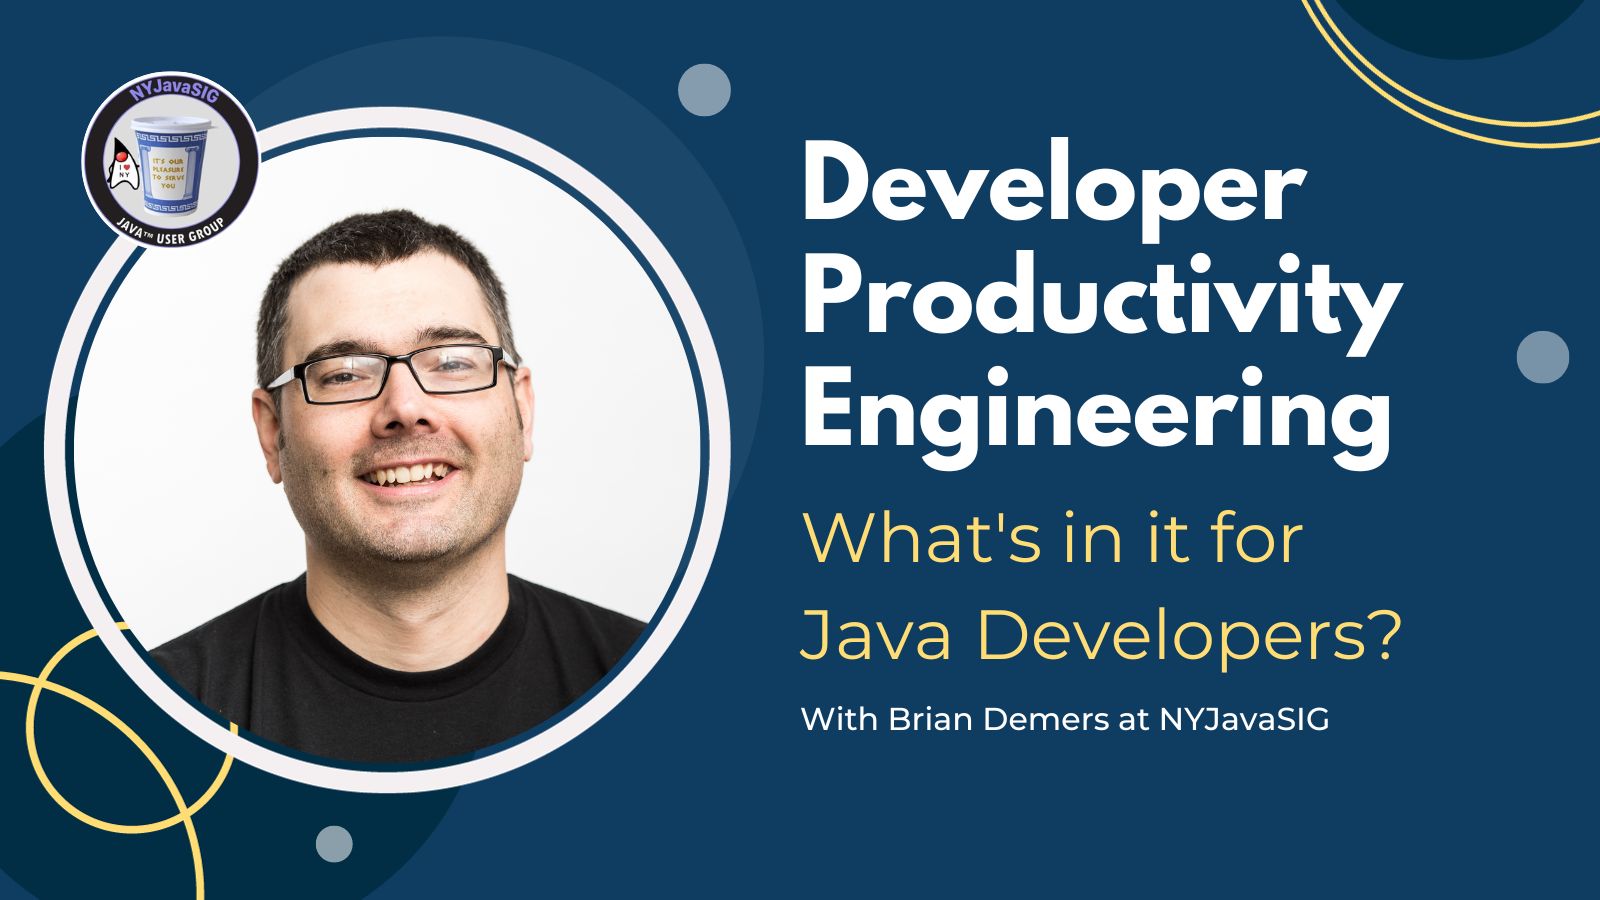 NYJavaSIG
IT'S OUR
PLEASURE
TO SERVE
YOU
I ♥
NY
JAVA™ USER GROUP
Developer
Productivity
Engineering
What's in it for
Java Developers?
With Brian Demers at NYJavaSIG